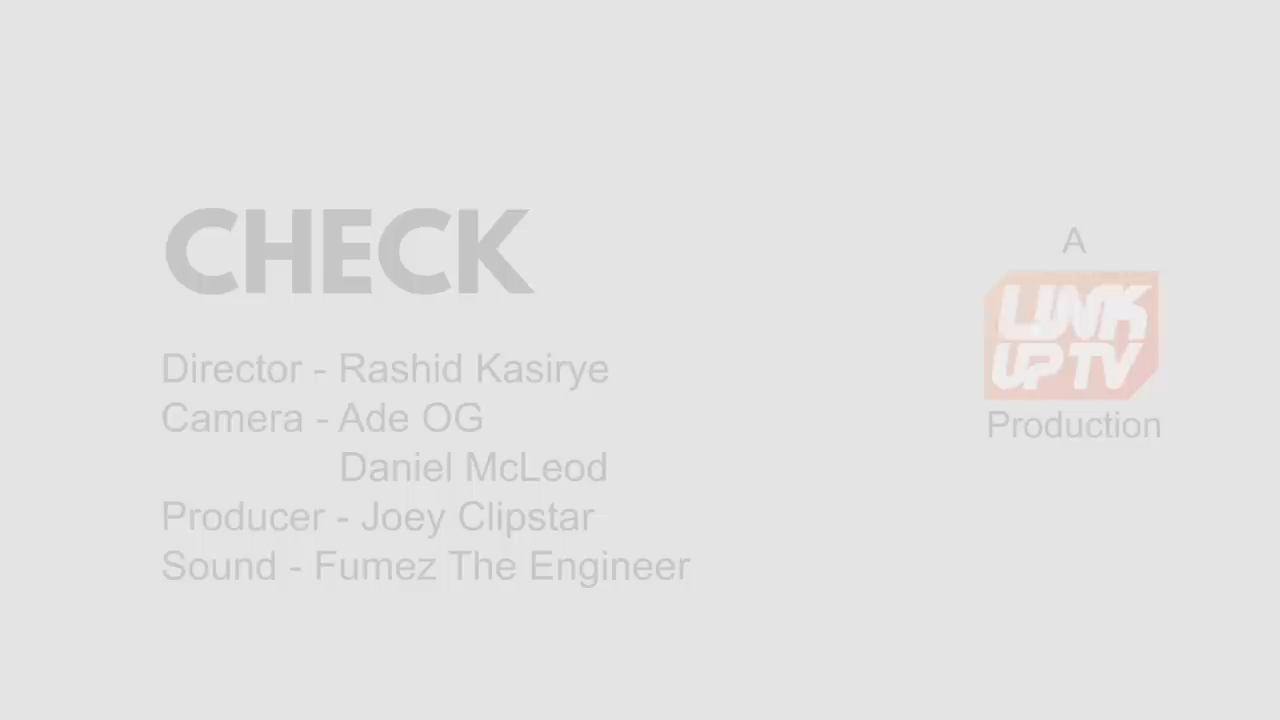 CHECK
Director - Rashid Kasirye
Camera - Ade OG
Daniel McLeod
Producer - Joey Clipstar
Sound - Fumez The Engineer
A
LINK
UP TV
Production